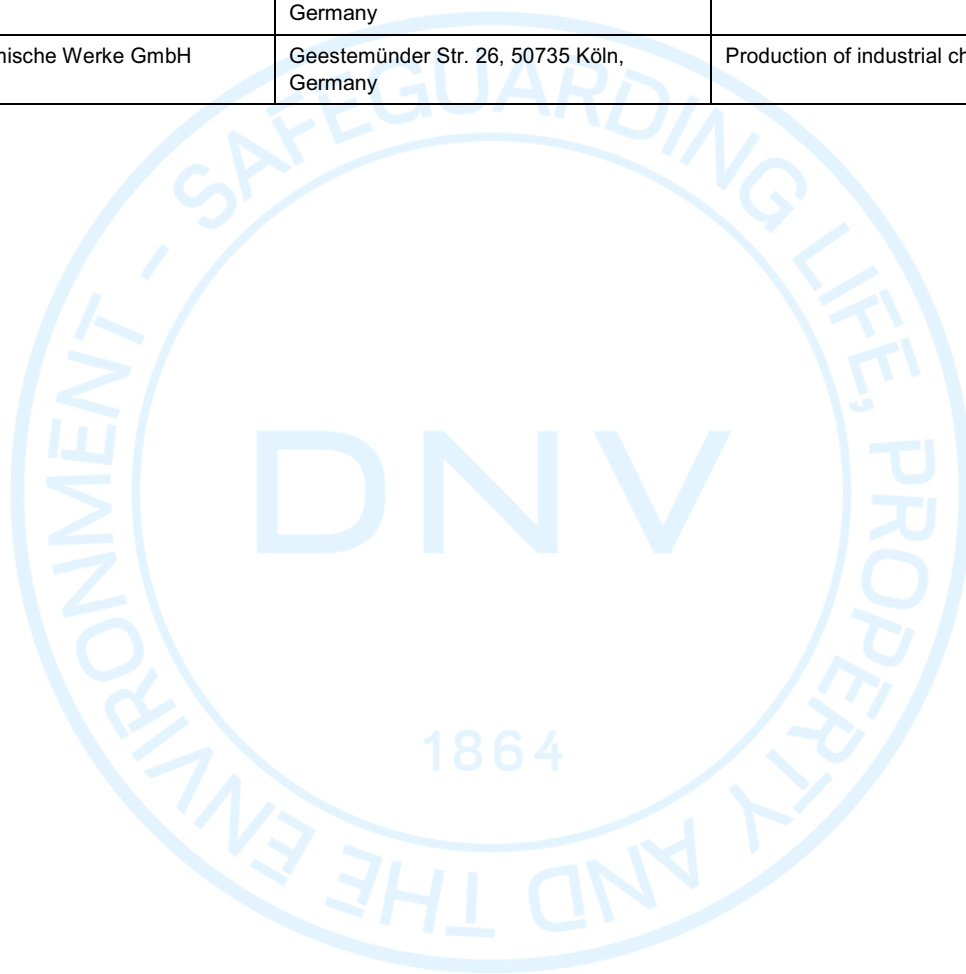 Germany
mische Werke GmbH
Geestemünder Str. 26, 50735 Köln,
Germany
Production of industrial ch
SAFEGUARDING LIFE, PROPERTY AND THE ENVIRONMENT -
DNV
1864